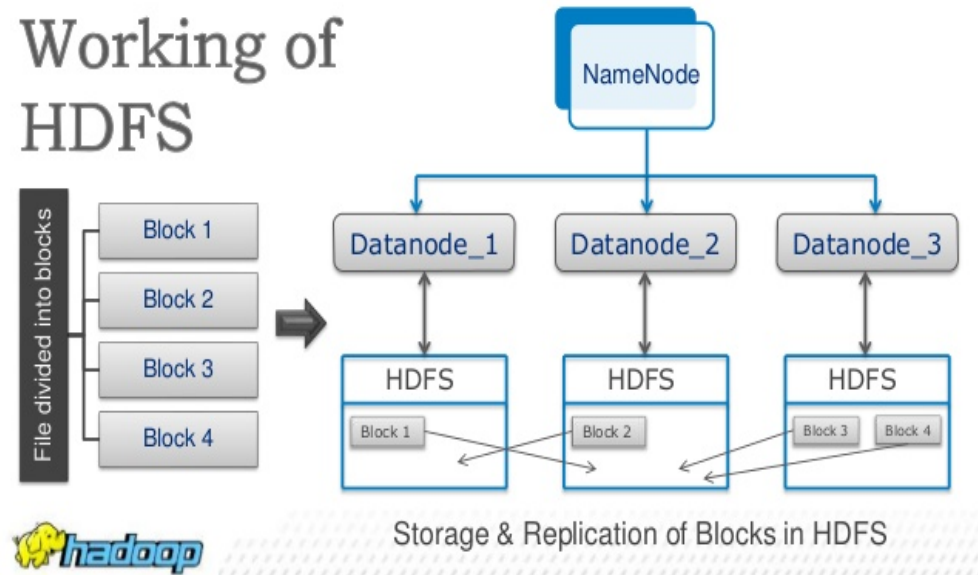 Working of
HDFS
NameNode
File divided into blocks
Block 1
Block 2
Block 3
Block 4
Datanode_1
Datanode_2
Datanode_3
HDFS
HDFS
HDFS
Block 1
Block 2
Block 3
Block 4
hadoop
Storage & Replication of Blocks in HDFS